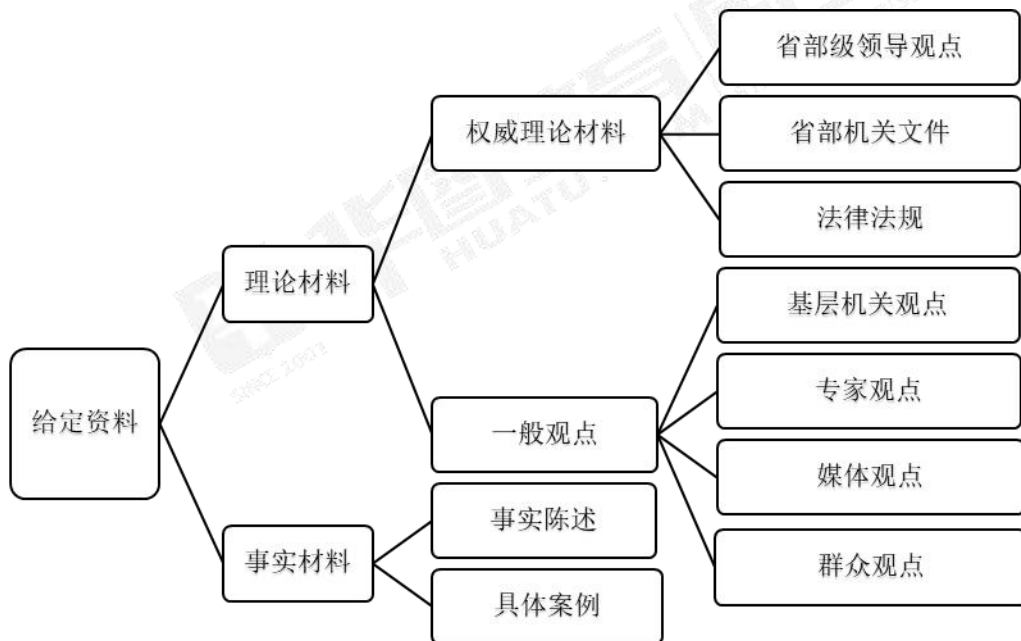 给定资料
理论材料
权威理论材料
省部级领导观点
省部机关文件
法律法规
一般观点
基层机关观点
专家观点
媒体观点
群众观点
事实材料
事实陈述
具体案例
SINCE 2001